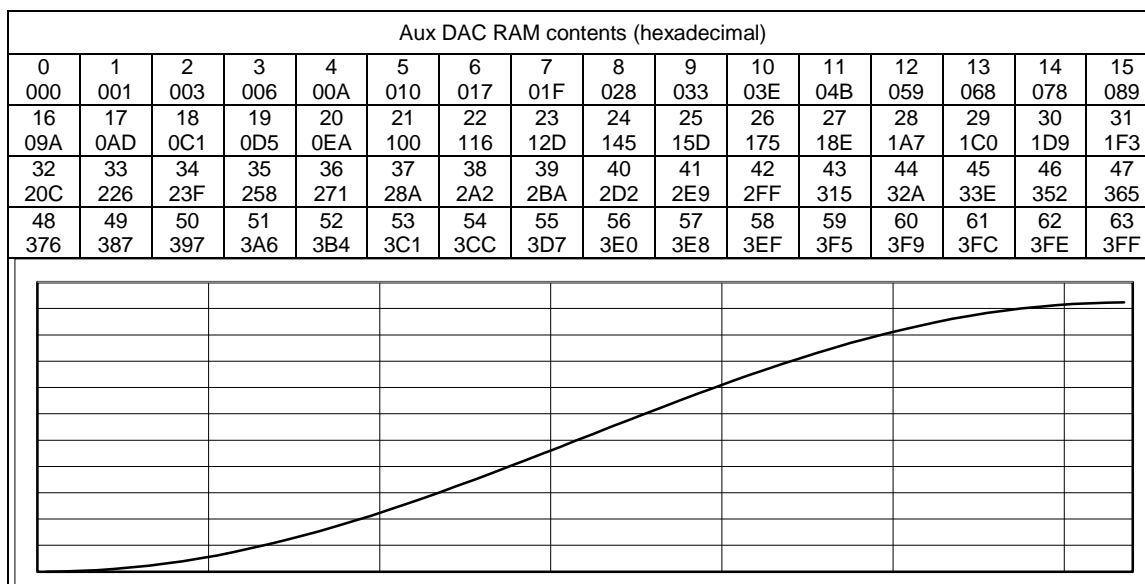 Aux DAC RAM contents (hexadecimal)
0 1 2 3 4 5 6 7 8 9 10 11 12 13 14 15
000 001 003 006 00A 010 017 01F 028 033 03E 04B 059 068 078 089
16 17 18 19 20 21 22 23 24 25 26 27 28 29 30 31
09A 0AD 0C1 0D5 0EA 100 116 12D 145 15D 175 18E 1A7 1C0 1D9 1F3
32 33 34 35 36 37 38 39 40 41 42 43 44 45 46 47
20C 226 23F 258 271 28A 2A2 2BA 2D2 2E9 2FF 315 32A 33E 352 365
48 49 50 51 52 53 54 55 56 57 58 59 60 61 62 63
376 387 397 3A6 3B4 3C1 3CC 3D7 3E0 3E8 3EF 3F5 3F9 3FC 3FE 3FF